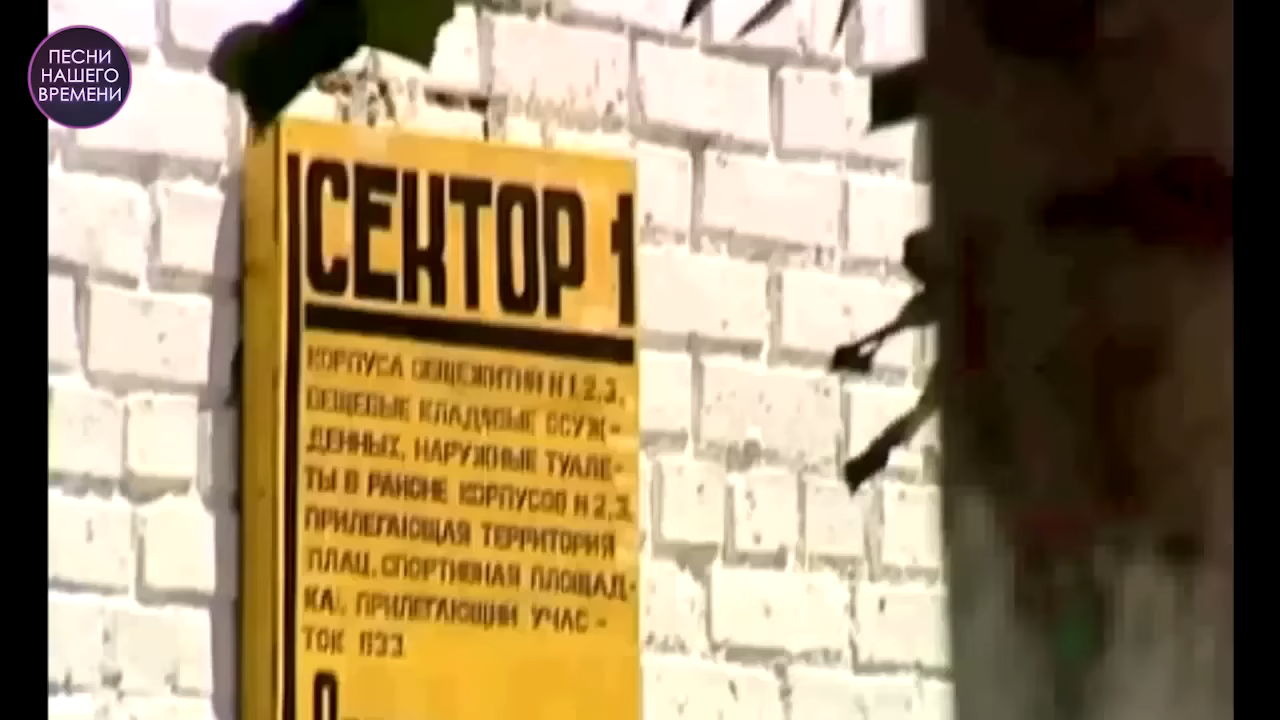 ПЕСНИ
НАШЕГО
ВРЕМЕНИ
СЕКТОР 1
КОРПУСА ОБЩЕЖИТИЯ N 1,2,3,
ВЕЩЕВЫЕ КЛАДОВЫЕ ОСУЖ-
ДЕННЫХ, НАРУЖНЫЕ ТУАЛЕ-
ТЫ В РАЙОНЕ КОРПУСОВ N 2,3,
ПРИЛЕГАЮЩАЯ ТЕРРИТОРИЯ
ПЛАЦ, СПОРТИВНАЯ ПЛОЩАД-
КА, ПРИЛЕГАЮЩИЙ УЧАС-
ТОК